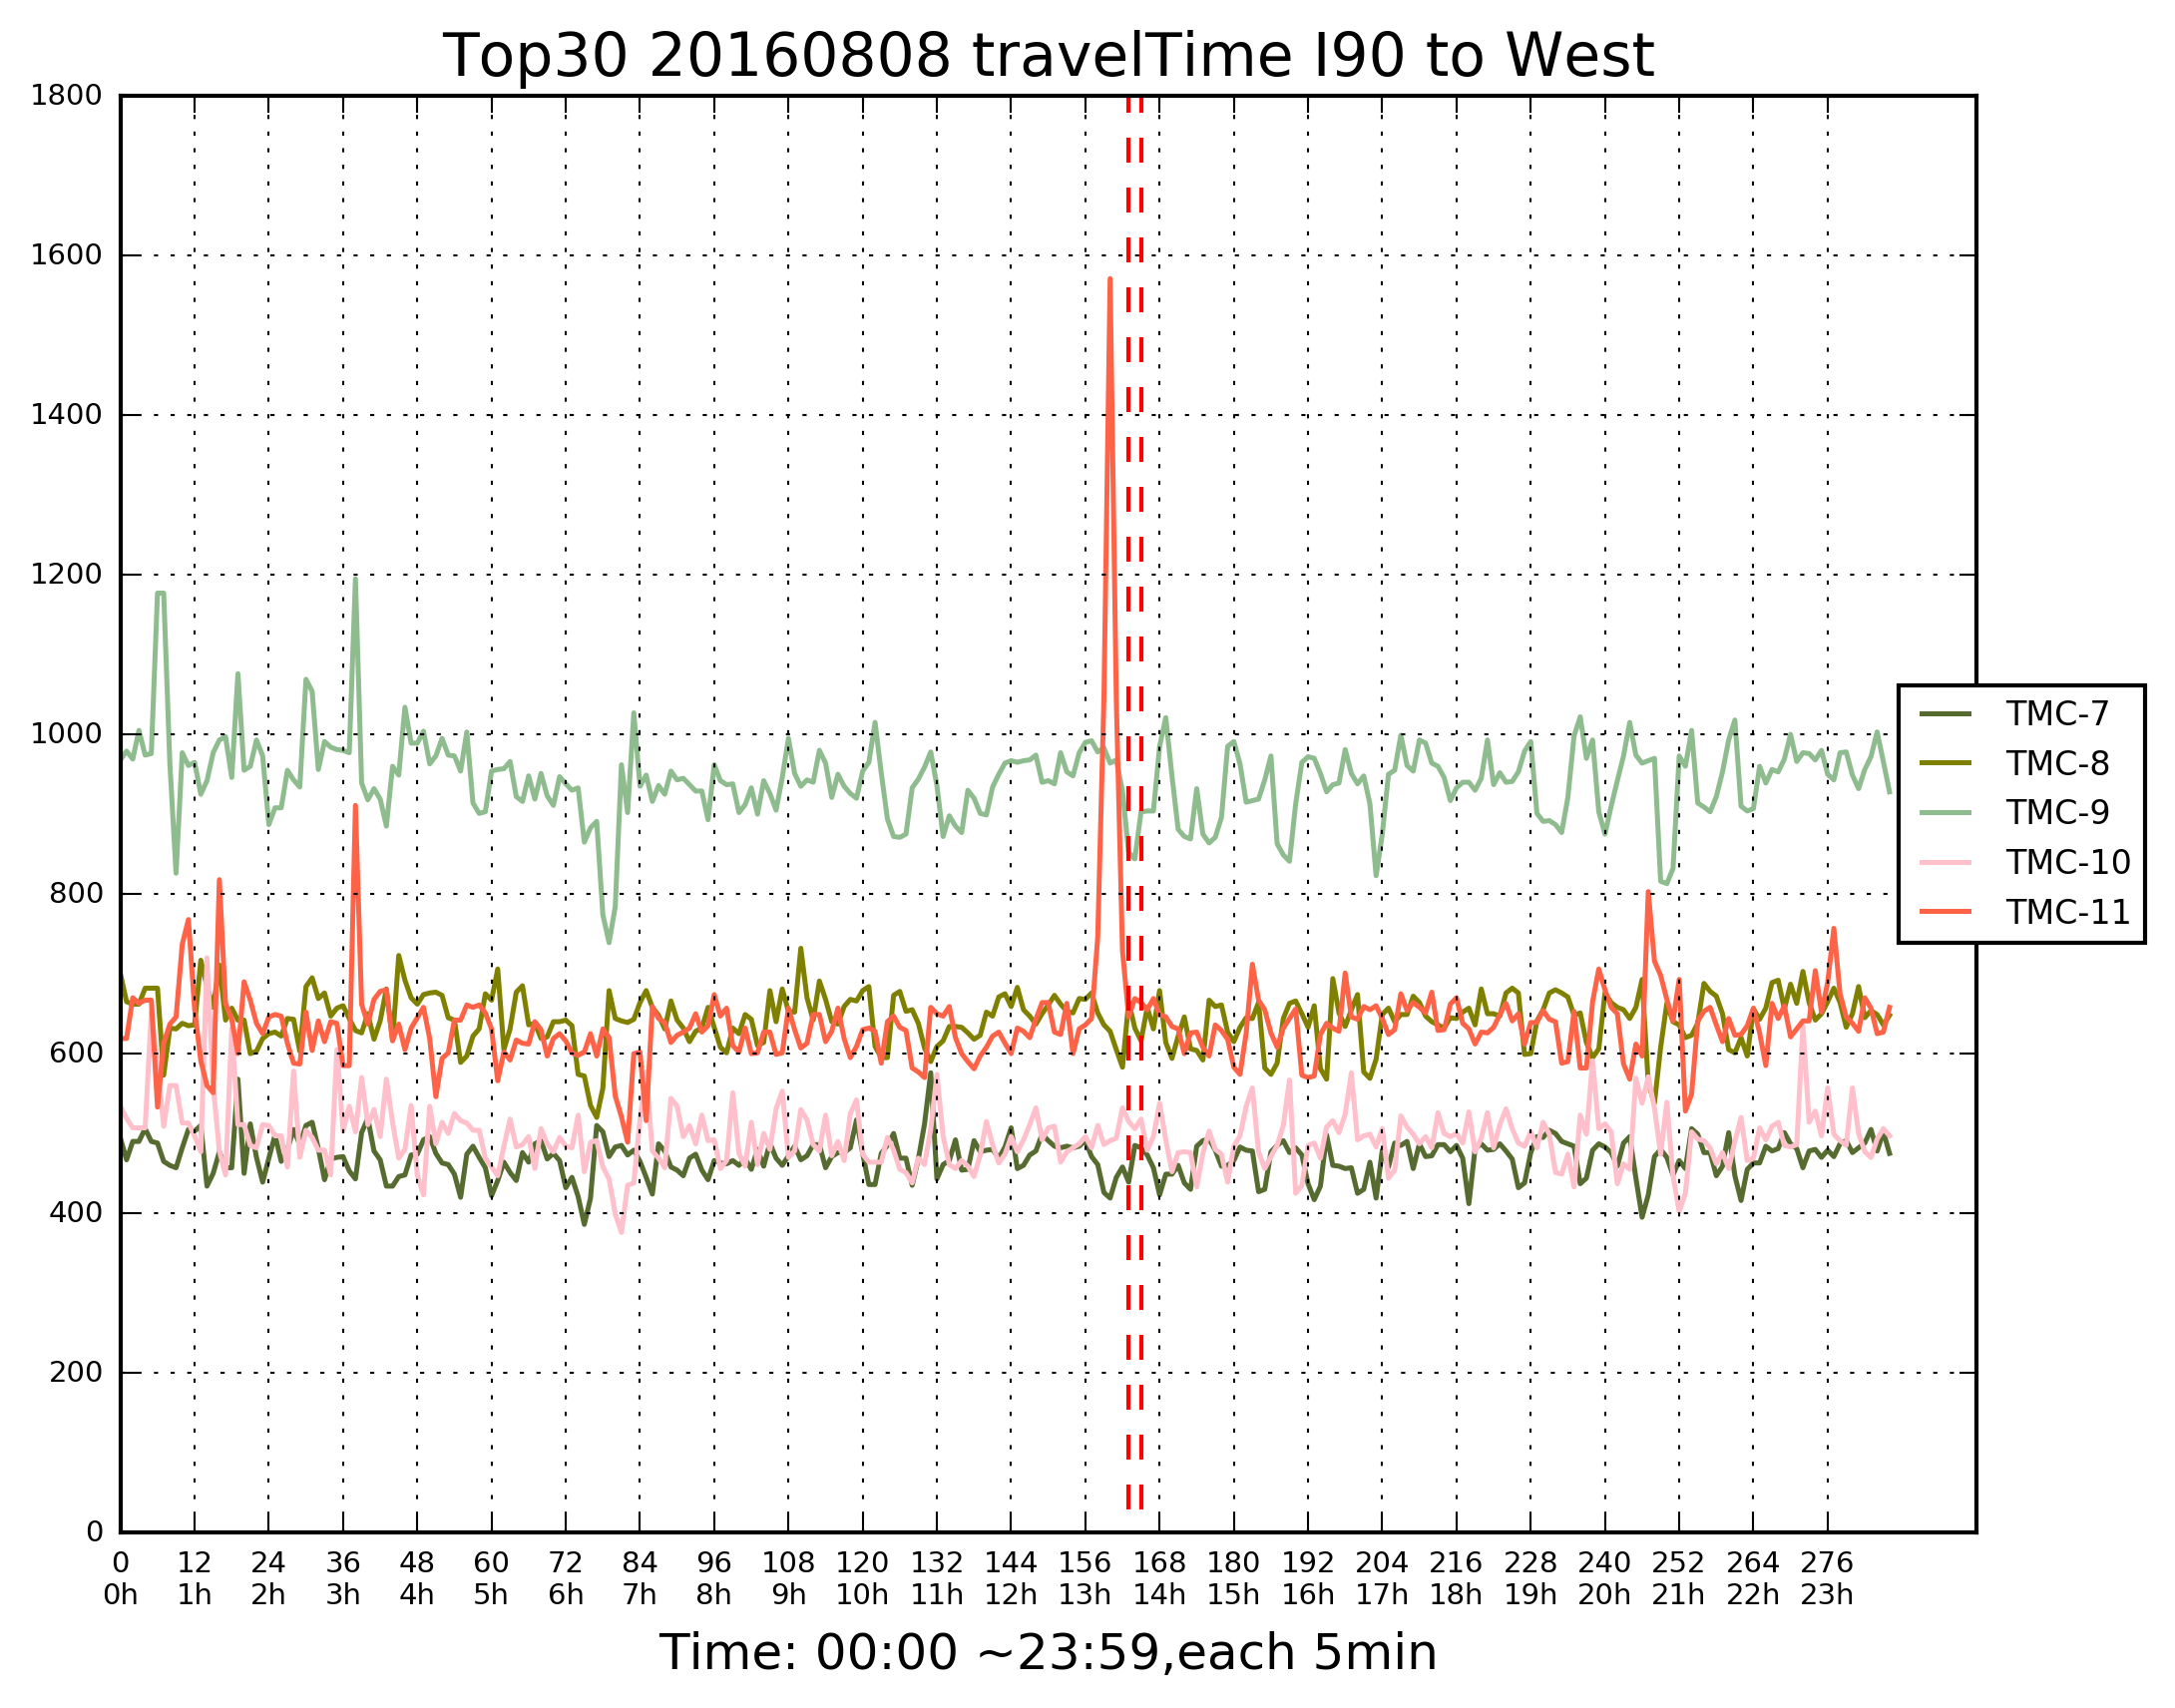 Top30 20160808 travelTime I90 to West
1800
1600
1400
1200
1000
800
600
400
200
0
TMC-7
TMC-8
TMC-9
TMC-10
TMC-11
0 12 24 36 48 60 72 84 96 108 120 132 144 156 168 180 192 204 216 228 240 252 264 276
0h 1h 2h 3h 4h 5h 6h 7h 8h 9h 10h 11h 12h 13h 14h 15h 16h 17h 18h 19h 20h 21h 22h 23h
Time: 00:00 ~23:59,each 5min